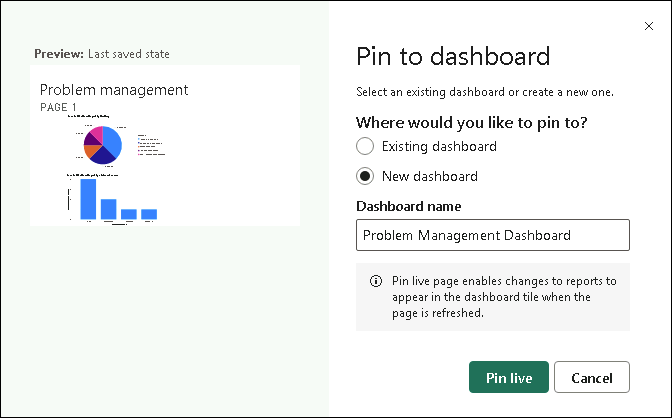 Preview: Last saved state
Problem management
PAGE 1
Pin to dashboard
Select an existing dashboard or create a new one.
Where would you like to pin to?
Existing dashboard
New dashboard
Dashboard name
Problem Management Dashboard
Pin live page enables changes to reports to
appear in the dashboard tile when the
page is refreshed.
Pin live
Cancel